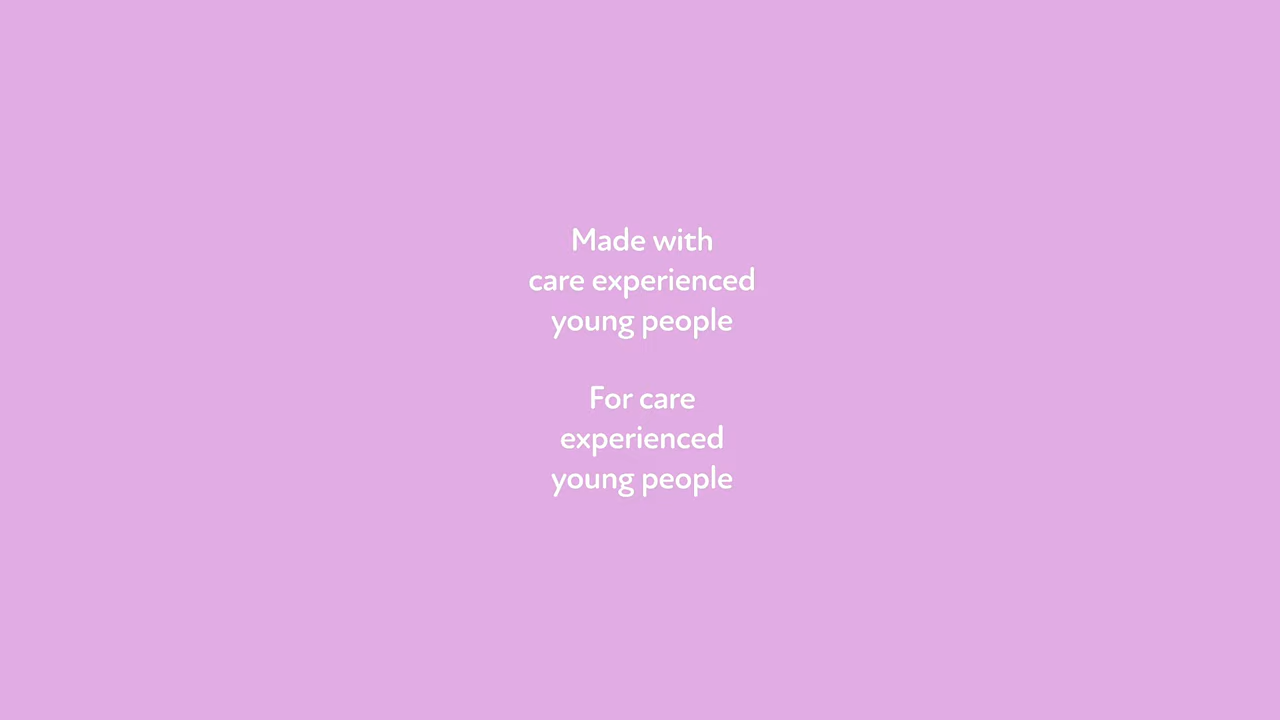 Made with
care experienced
young people
For care
experienced
young people